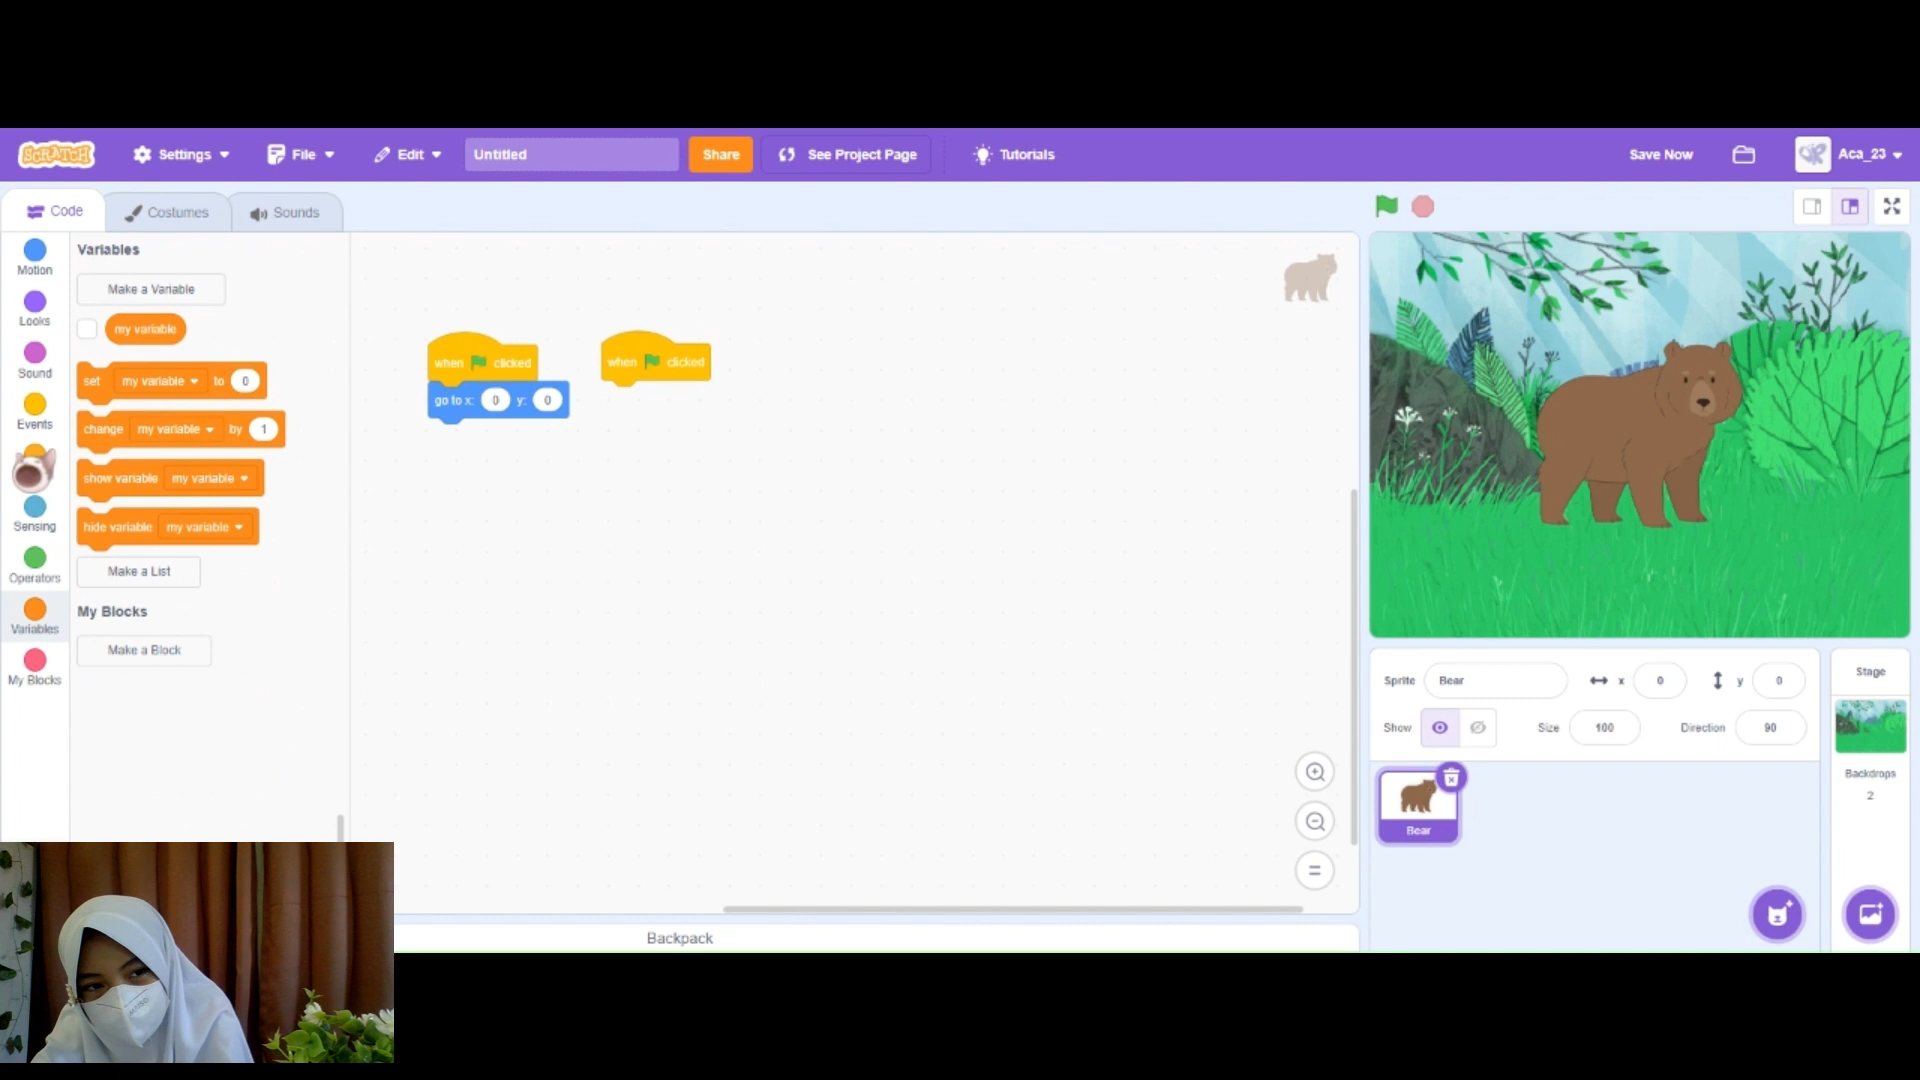 SCRATCH Settings File Edit Untitled Share See Project Page Tutorials Save Now Aca_23
Code Costumes Sounds
Motion
Looks
Sound
Events
Sensing
Operators
Variables
My Blocks
Variables
Make a Variable
my variable
set my variable to 0
change my variable by 1
show variable my variable
hide variable my variable
Make a List
My Blocks
Make a Block
when clicked
go to x: 0 y: 0
when clicked
Backpack
Sprite Bear x 0 y 0
Show Size 100 Direction 90
Bear
Stage
Backdrops
2